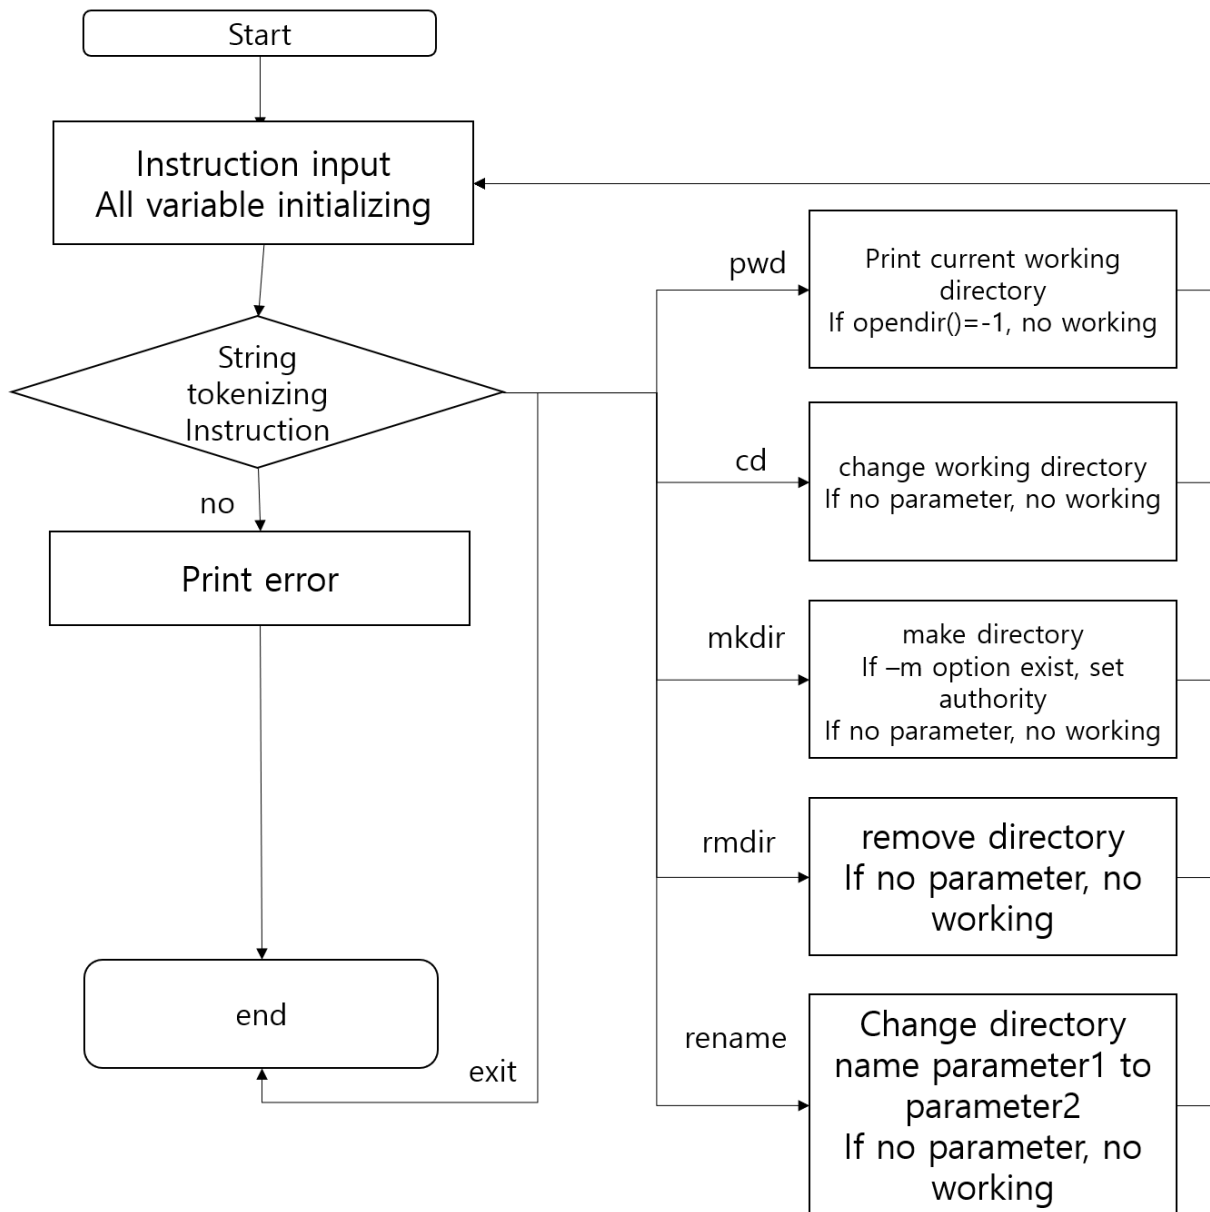 Start
Instruction input
All variable initializing
String
tokenizing
Instruction
no
Print error
end
exit
pwd
Print current working
directory
If opendir()=-1, no working
cd
change working directory
If no parameter, no working
mkdir
make directory
If –m option exist, set
authority
If no parameter, no working
rmdir
remove directory
If no parameter, no
working
rename
Change directory
name parameter1 to
parameter2
If no parameter, no
working